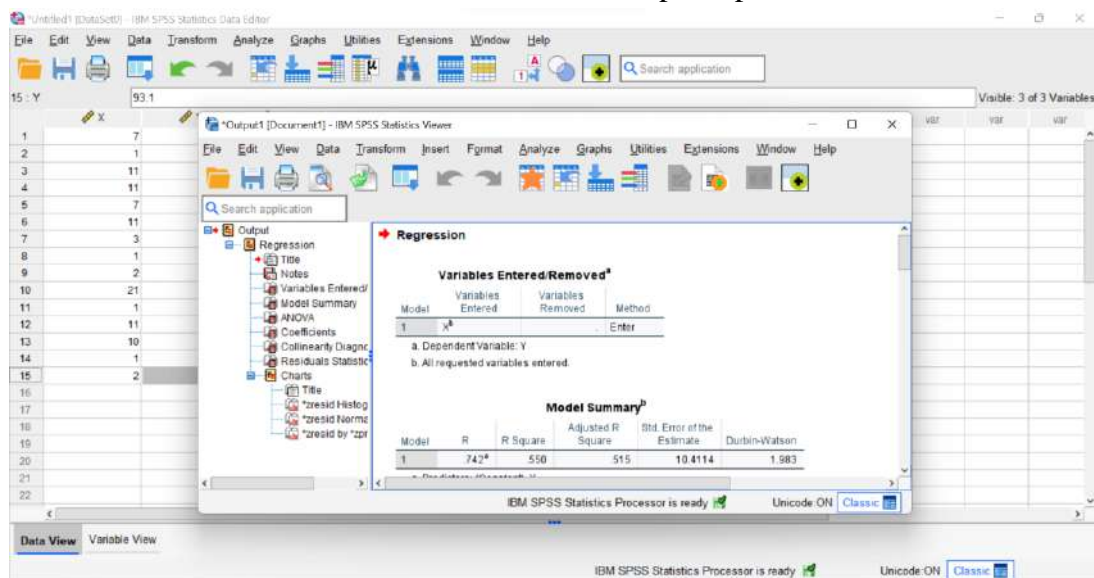 *Untitled1 [DataSet0] - IBM SPSS Statistics Data Editor
File Edit View Data Transform Analyze Graphs Utilities Extensions Window Help
Search application
15 : Y 93.1 Visible: 3 of 3 Variables
X var var var
1 7
2 1
3 11
4 11
5 7
6 11
7 3
8 1
9 2
10 21
11 1
12 11
13 10
14 1
15 2
16
17
18
19
20
21
22
*Output1 [Document1] - IBM SPSS Statistics Viewer
File Edit View Data Transform Insert Format Analyze Graphs Utilities Extensions Window Help
Search application
Output
Regression
Title
Notes
Variables Entered/
Model Summary
ANOVA
Coefficients
Collinearity Diagno
Residuals Statistic
Charts
Title
*zresid Histog
*zresid Norma
*zresid by *zpr
Regression
Variables Entered/Removedᵃ
Model Variables Entered Variables Removed Method
1 Xᵇ . Enter
a. Dependent Variable: Y
b. All requested variables entered.
Model Summaryᵇ
Model R R Square Adjusted R Square Std. Error of the Estimate Durbin-Watson
1 .742ᵃ .550 .515 10.4114 1.983
IBM SPSS Statistics Processor is ready Unicode:ON Classic
Data View Variable View
IBM SPSS Statistics Processor is ready Unicode:ON Classic